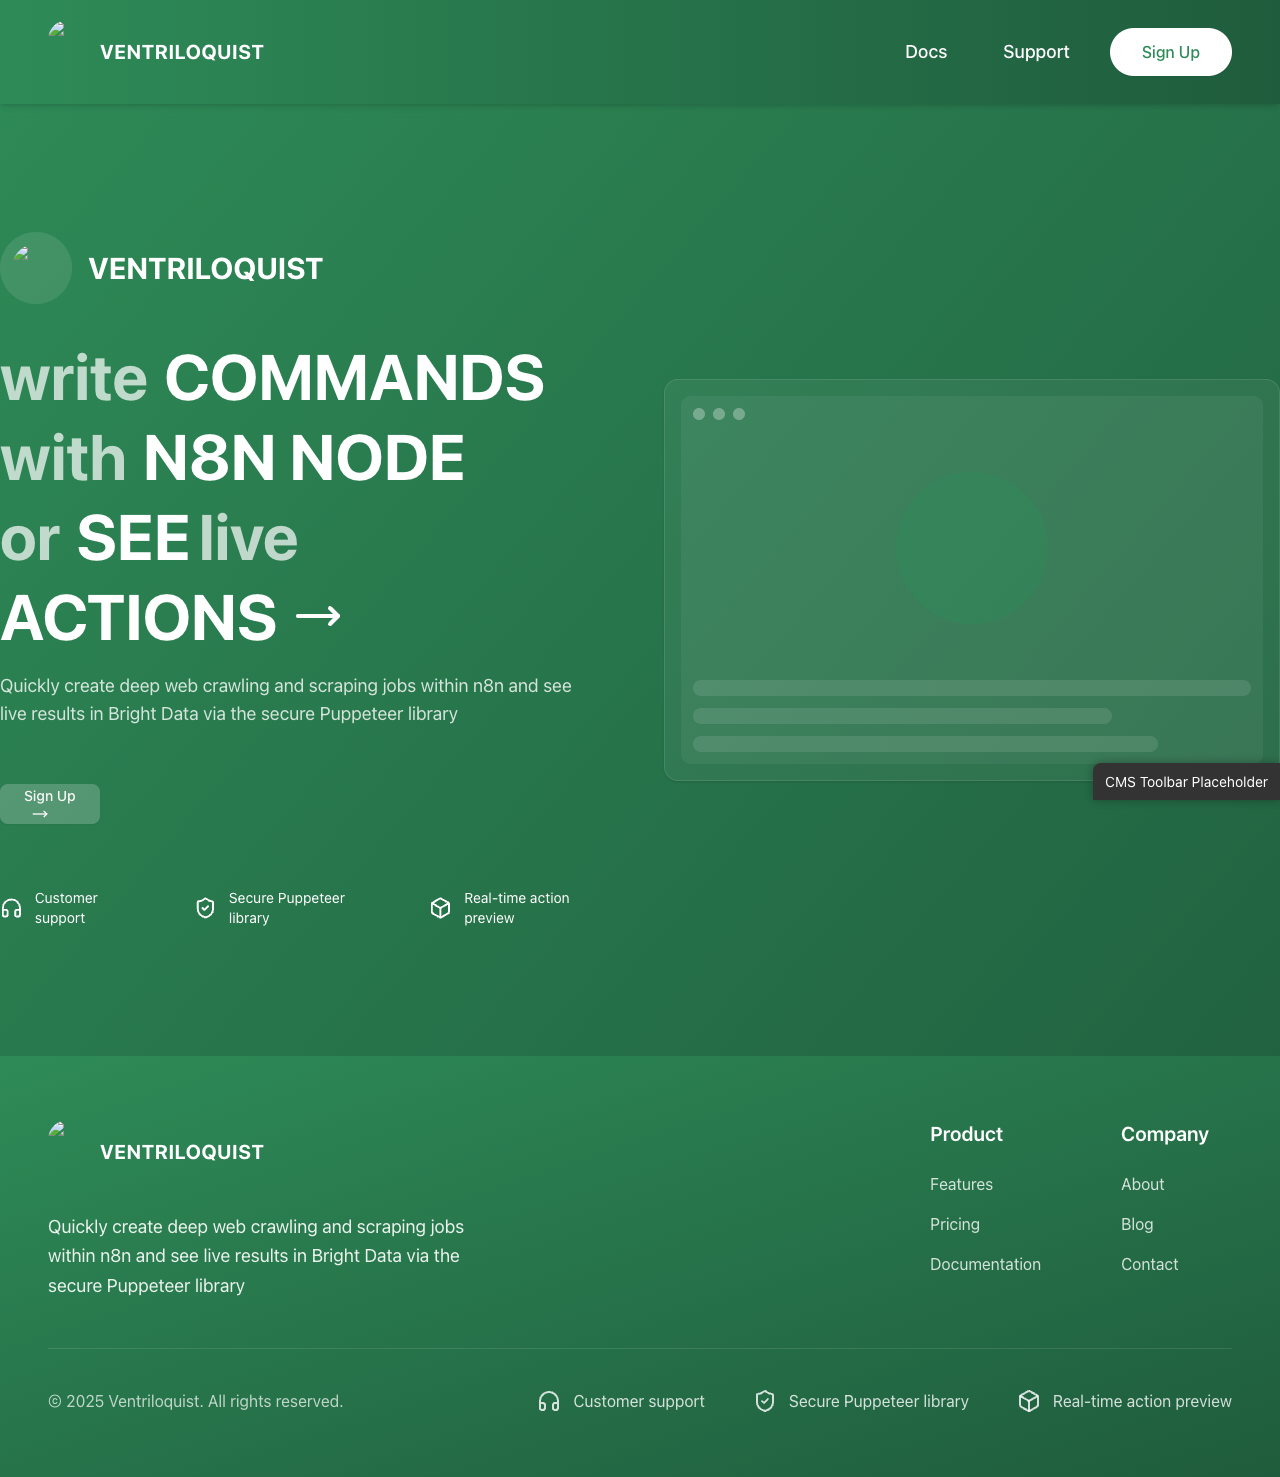 VENTRILOQUIST
Docs
Support
Sign Up
VENTRILOQUIST
write COMMANDS
with N8N NODE
or SEE live
ACTIONS →
Quickly create deep web crawling and scraping jobs within n8n and see
live results in Bright Data via the secure Puppeteer library
Sign Up
→
Customer
support
Secure Puppeteer
library
Real-time action
preview
CMS Toolbar Placeholder
VENTRILOQUIST
Quickly create deep web crawling and scraping jobs
within n8n and see live results in Bright Data via the
secure Puppeteer library
Product
Features
Pricing
Documentation
Company
About
Blog
Contact
© 2025 Ventriloquist. All rights reserved.
Customer support
Secure Puppeteer library
Real-time action preview